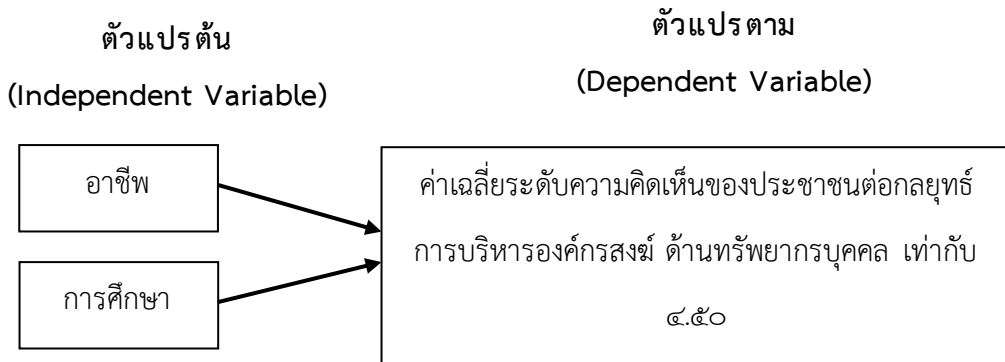 ตัวแปรต้น
(Independent Variable)
ตัวแปรตาม
(Dependent Variable)
อาชีพ
การศึกษา
ค่าเฉลี่ยระดับความคิดเห็นของประชาชนต่อกลยุทธ์
การบริหารองค์กรสงฆ์ ด้านทรัพยากรบุคคล เท่ากับ
๔.๕๐